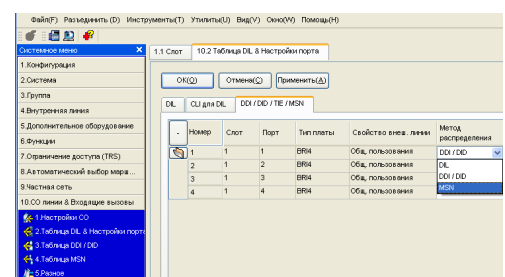 Файл(F) Разъединить (D) Инструменты(T) Утилиты(U) Вид(V) Окно(W) Помощь(H)
Системное меню
1.1 Слот 10.2 Таблица DIL & Настройки порта
1.Конфигурация
2.Система
3.Группа
4.Внутренняя линия
5.Дополнительное оборудование
6.Функции
7.Ограничение доступа (TRS)
8.Автоматический выбор марш...
9.Частная сеть
10.СО линии & Входящие вызовы
1.Настройки СО
2.Таблица DIL & Настройки порта
3.Таблица DDI / DID
4.Таблица MSN
5.Разное
OK(O) Отмена(C) Применить(A)
DIL CLI для DIL DDI / DID / TIE / MSN
- Номер Слот Порт Тип платы Свойство внеш. линии Метод распределения
1 1 1 BRI4 Общ. пользования DDI / DID
2 1 2 BRI4 Общ. пользования
3 1 3 BRI4 Общ. пользования
4 1 4 BRI4 Общ. пользования
DIL
DDI / DID
MSN